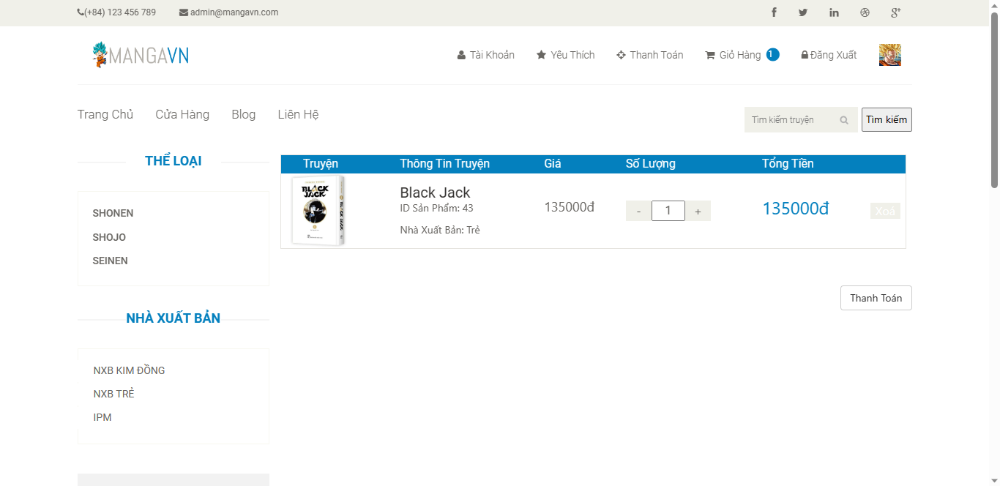 (+84) 123 456 789 admin@mangavn.com
MANGAVN
Tài Khoản Yêu Thích Thanh Toán Giỏ Hàng 1 Đăng Xuất
Trang Chủ Cửa Hàng Blog Liên Hệ
Tìm kiếm truyện Tìm kiếm
THỂ LOẠI
SHONEN
SHOJO
SEINEN
NHÀ XUẤT BẢN
NXB KIM ĐỒNG
NXB TRẺ
IPM
Truyện Thông Tin Truyện Giá Số Lượng Tổng Tiền
BLACK JACK
Black Jack
ID Sản Phẩm: 43
Nhà Xuất Bản: Trẻ
135000đ - 1 + 135000đ Xoá
Thanh Toán